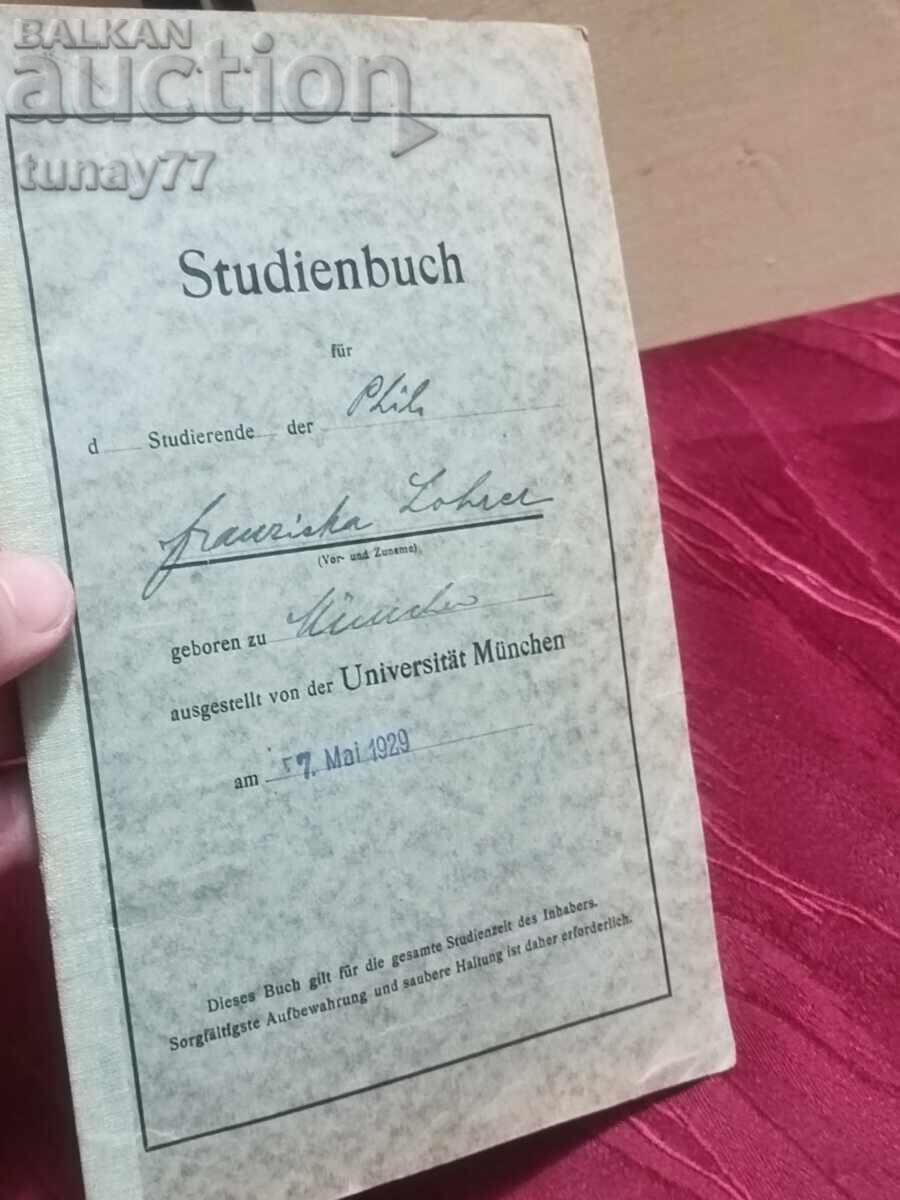 BALKAN
auction
tunay77
Studienbuch
für
d Studierende der Phil.
Franziska Lohrer
(Vor- und Zuname)
geboren zu München
ausgestellt von der Universität München
am 7. Mai 1929
Dieses Buch gilt für die gesamte Studienzeit des Inhabers.
Sorgfältigste Aufbewahrung und saubere Haltung ist daher erforderlich.